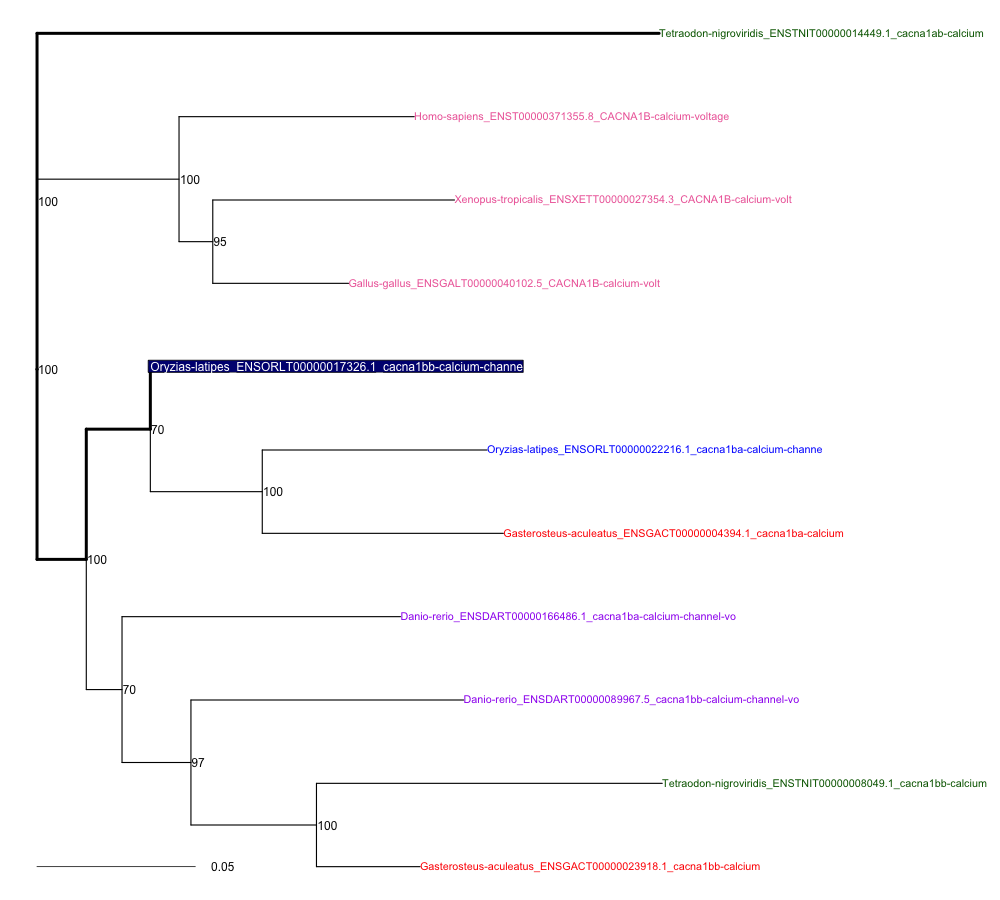 Tetraodon-nigroviridis_ENSTNIT00000014449.1_cacna1ab-calcium
Homo-sapiens_ENST00000371355.8_CACNA1B-calcium-voltage
100
Xenopus-tropicalis_ENSXETT00000027354.3_CACNA1B-calcium-volt
100
95
Gallus-gallus_ENSGALT00000040102.5_CACNA1B-calcium-volt
Oryzias-latipes_ENSORLT00000017326.1_cacna1bb-calcium-channe
100
70
Oryzias-latipes_ENSORLT00000022216.1_cacna1ba-calcium-channe
100
Gasterosteus-aculeatus_ENSGACT00000004394.1_cacna1ba-calcium
100
Danio-rerio_ENSDART00000166486.1_cacna1ba-calcium-channel-vo
70
Danio-rerio_ENSDART00000089967.5_cacna1bb-calcium-channel-vo
97
Tetraodon-nigroviridis_ENSTNIT00000008049.1_cacna1bb-calcium
100
Gasterosteus-aculeatus_ENSGACT00000023918.1_cacna1bb-calcium
0.05